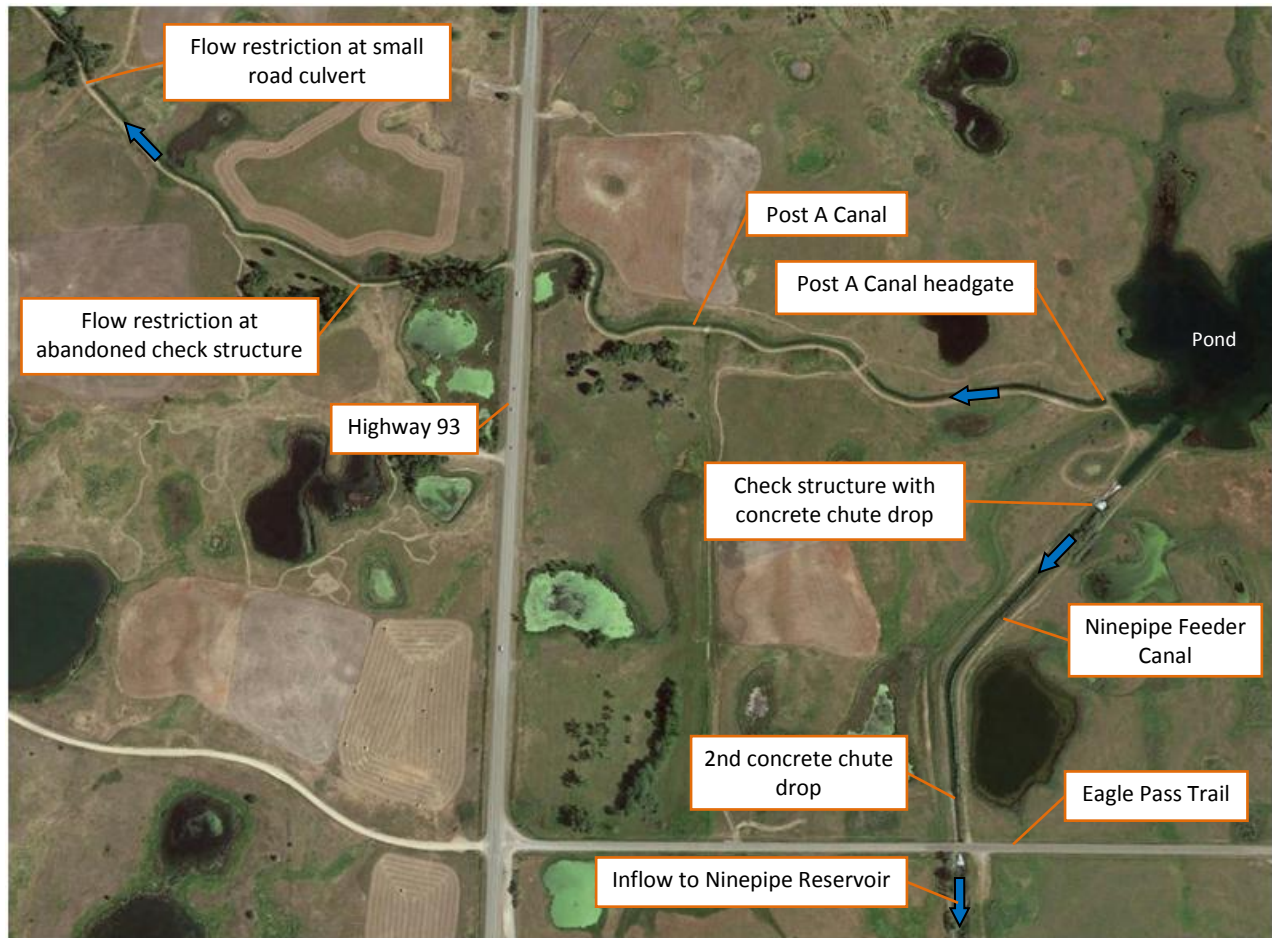 Flow restriction at small
road culvert
Post A Canal
Post A Canal headgate
Flow restriction at
abandoned check structure
Pond
Highway 93
Check structure with
concrete chute drop
Ninepipe Feeder
Canal
2nd concrete chute
drop
Eagle Pass Trail
Inflow to Ninepipe Reservoir